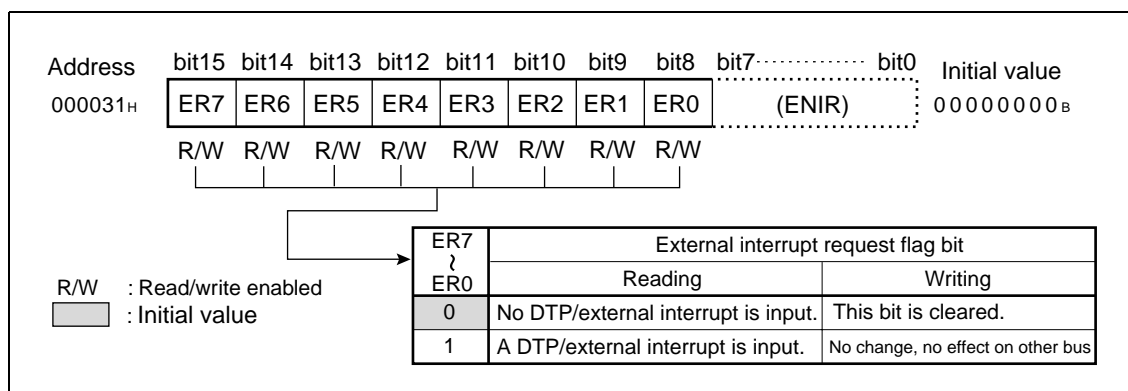 Address bit15 bit14 bit13 bit12 bit11 bit10 bit9 bit8 bit7 bit0 Initial value
000031H ER7 ER6 ER5 ER4 ER3 ER2 ER1 ER0 (ENIR) 00000000B
R/W R/W R/W R/W R/W R/W R/W R/W
ER7 ~ ER0 External interrupt request flag bit
Reading Writing
0 No DTP/external interrupt is input. This bit is cleared.
1 A DTP/external interrupt is input. No change, no effect on other bus
R/W : Read/write enabled
: Initial value